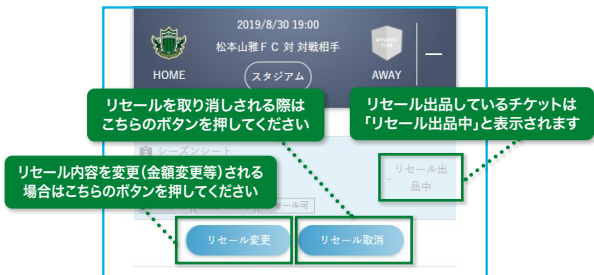 2019/8/30 19:00
松本山雅ＦＣ 対 対戦相手
HOME
スタジアム
AWAY
リセールを取り消しされる際は
こちらのボタンを押してください
リセール出品しているチケットは
「リセール出品中」と表示されます
シーズンシート
リセール出
品中
リセール内容を変更（金額変更等）される
場合はこちらのボタンを押してください
リセール変更
リセール取消